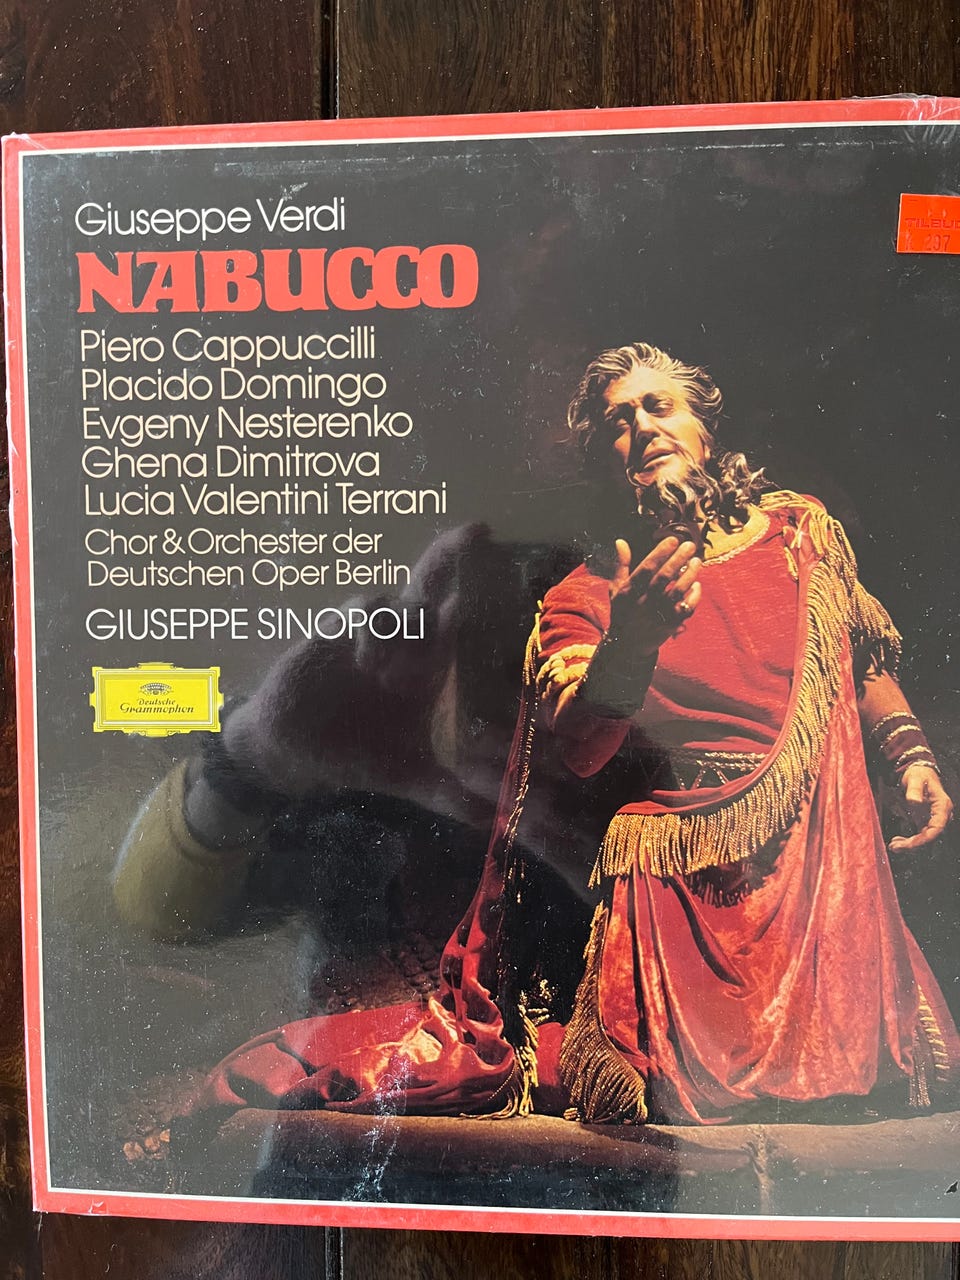 Giuseppe Verdi
NABUCCO
Piero Cappuccilli
Placido Domingo
Evgeny Nesterenko
Ghena Dimitrova
Lucia Valentini Terrani
Chor & Orchester der
Deutschen Oper Berlin
GIUSEPPE SINOPOLI
Deutsche
Grammophon